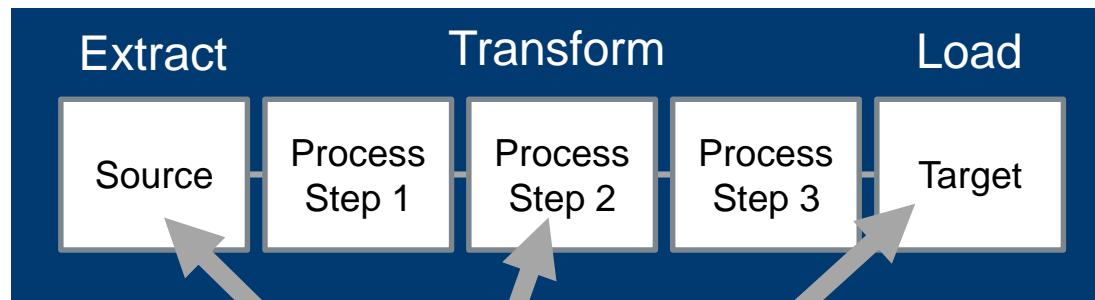 Extract
Transform
Load
Source
Process
Step 1
Process
Step 2
Process
Step 3
Target